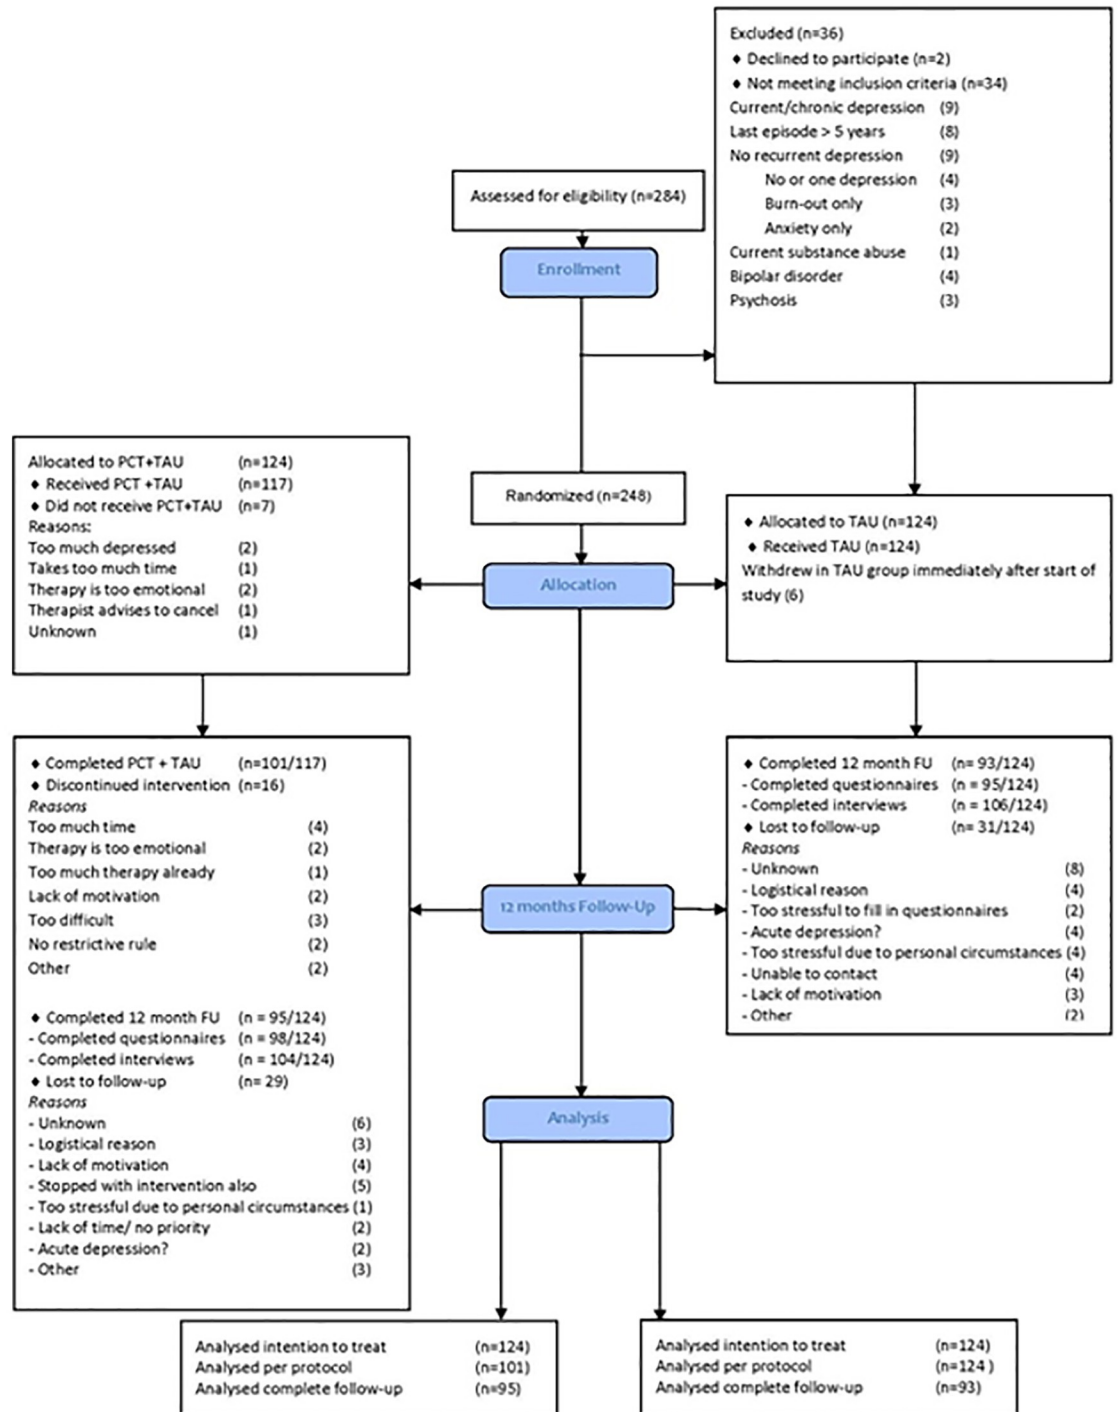 Excluded (n=36)
♦ Declined to participate (n=2)
♦ Not meeting inclusion criteria (n=34)
Current/chronic depression (9)
Last episode > 5 years (8)
No recurrent depression (9)
No or one depression (4)
Burn-out only (3)
Anxiety only (2)
Current substance abuse (1)
Bipolar disorder (4)
Psychosis (3)
Assessed for eligibility (n=284)
Enrollment
Randomized (n=248)
Allocation
Allocated to PCT+TAU (n=124)
♦ Received PCT +TAU (n=117)
♦ Did not receive PCT+TAU (n=7)
Reasons:
Too much depressed (2)
Takes too much time (1)
Therapy is too emotional (2)
Therapist advises to cancel (1)
Unknown (1)
♦ Allocated to TAU (n=124)
♦ Received TAU (n=124)
Withdrew in TAU group immediately after start of
study (6)
12 months Follow-Up
♦ Completed PCT + TAU (n=101/117)
♦ Discontinued intervention (n=16)
Reasons
Too much time (4)
Therapy is too emotional (2)
Too much therapy already (1)
Lack of motivation (2)
Too difficult (3)
No restrictive rule (2)
Other (2)
♦ Completed 12 month FU (n = 95/124)
- Completed questionnaires (n = 98/124)
- Completed interviews (n = 104/124)
♦ Lost to follow-up (n= 29)
Reasons
- Unknown (6)
- Logistical reason (3)
- Lack of motivation (4)
- Stopped with intervention also (5)
- Too stressful due to personal circumstances (1)
- Lack of time/ no priority (2)
- Acute depression? (2)
- Other (3)
♦ Completed 12 month FU (n= 93/124)
- Completed questionnaires (n = 95/124)
- Completed interviews (n = 106/124)
♦ Lost to follow-up (n= 31/124)
Reasons
- Unknown (8)
- Logistical reason (4)
- Too stressful to fill in questionnaires (2)
- Acute depression? (4)
- Too stressful due to personal circumstances (4)
- Unable to contact (4)
- Lack of motivation (3)
- Other (2)
Analysis
Analysed intention to treat (n=124)
Analysed per protocol (n=101)
Analysed complete follow-up (n=95)
Analysed intention to treat (n=124)
Analysed per protocol (n=124 )
Analysed complete follow-up (n=93)